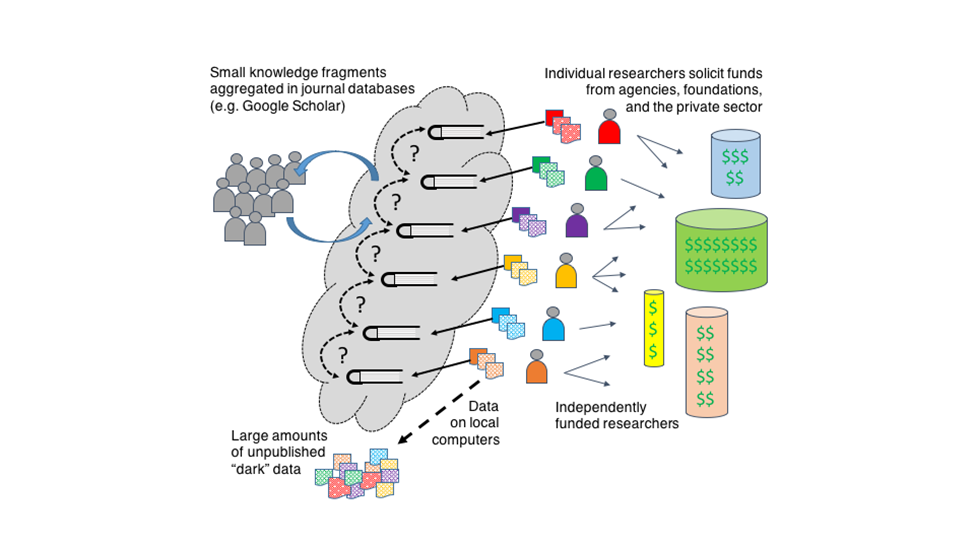 Small knowledge fragments
aggregated in journal databases
(e.g. Google Scholar)
Individual researchers solicit funds
from agencies, foundations,
and the private sector
?
?
?
?
?
$$$
$$
$$$$$$$$
$$$$$$$$
$
$
$
$$
$$
$$
$$
Data
on local
computers
Independently
funded researchers
Large amounts
of unpublished
“dark” data